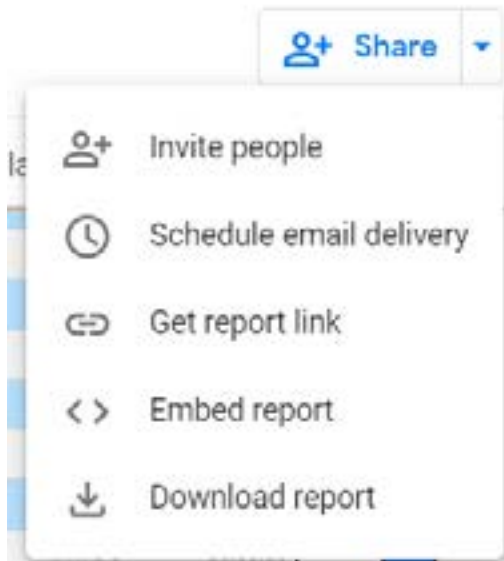 Share
Invite people
Schedule email delivery
Get report link
Embed report
Download report